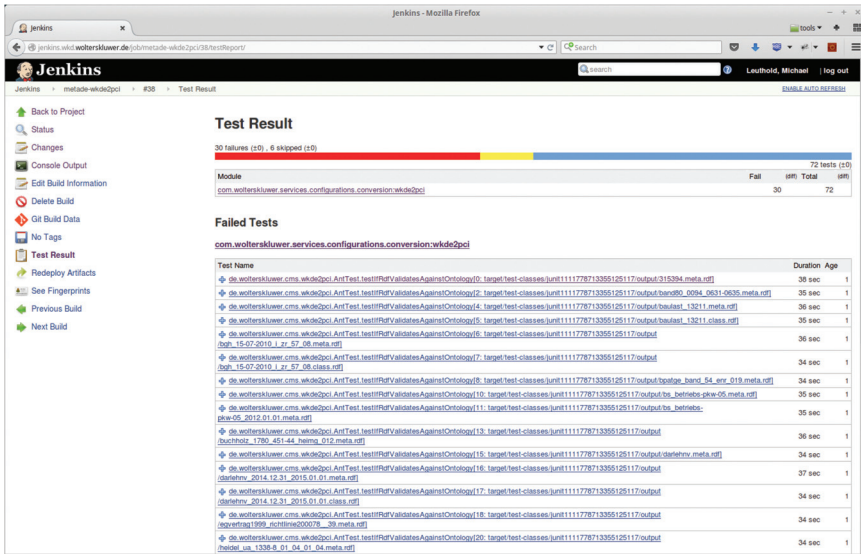 Jenkins - Mozilla Firefox
Jenkins
tools
jenkins.wkd.wolterskluwer.de/job/metade-wkde2pci/38/testReport/
Search
Jenkins
search
Leuthold, Michael | log out
Jenkins metade-wkde2pci #38 Test Result
ENABLE AUTO REFRESH
Back to Project
Status
Changes
Console Output
Edit Build Information
Delete Build
Git Build Data
No Tags
Test Result
Redeploy Artifacts
See Fingerprints
Previous Build
Next Build
Test Result
30 failures (±0) , 6 skipped (±0)
72 tests (±0)
Module Fail (diff) Total (diff)
com.wolterskluwer.services.configurations.conversion:wkde2pci 30 72
Failed Tests
com.wolterskluwer.services.configurations.conversion:wkde2pci
Test Name Duration Age
de.wolterskluwer.cms.wkde2pci.AntTest.testIfRdfValidatesAgainstOntology[0: target/test-classes/junit1111778713355125117/output/315394.meta.rdf] 38 sec 1
de.wolterskluwer.cms.wkde2pci.AntTest.testIfRdfValidatesAgainstOntology[2: target/test-classes/junit1111778713355125117/output/band80_0094_0631-0635.meta.rdf] 35 sec 1
de.wolterskluwer.cms.wkde2pci.AntTest.testIfRdfValidatesAgainstOntology[4: target/test-classes/junit1111778713355125117/output/baulast_13211.meta.rdf] 36 sec 1
de.wolterskluwer.cms.wkde2pci.AntTest.testIfRdfValidatesAgainstOntology[5: target/test-classes/junit1111778713355125117/output/baulast_13211.class.rdf] 35 sec 1
de.wolterskluwer.cms.wkde2pci.AntTest.testIfRdfValidatesAgainstOntology[6: target/test-classes/junit1111778713355125117/output
/bgh_15-07-2010_i_zr_57_08.meta.rdf] 36 sec 1
de.wolterskluwer.cms.wkde2pci.AntTest.testIfRdfValidatesAgainstOntology[7: target/test-classes/junit1111778713355125117/output
/bgh_15-07-2010_i_zr_57_08.class.rdf] 34 sec 1
de.wolterskluwer.cms.wkde2pci.AntTest.testIfRdfValidatesAgainstOntology[8: target/test-classes/junit1111778713355125117/output/bpatge_band_54_enr_019.meta.rdf] 34 sec 1
de.wolterskluwer.cms.wkde2pci.AntTest.testIfRdfValidatesAgainstOntology[10: target/test-classes/junit1111778713355125117/output/bs_betriebs-pkw-05.meta.rdf] 35 sec 1
de.wolterskluwer.cms.wkde2pci.AntTest.testIfRdfValidatesAgainstOntology[11: target/test-classes/junit1111778713355125117/output/bs_betriebs-
pkw-05_2012.01.01.meta.rdf] 35 sec 1
de.wolterskluwer.cms.wkde2pci.AntTest.testIfRdfValidatesAgainstOntology[13: target/test-classes/junit1111778713355125117/output
/buchholz_1780_451-44_heimg_012.meta.rdf] 36 sec 1
de.wolterskluwer.cms.wkde2pci.AntTest.testIfRdfValidatesAgainstOntology[15: target/test-classes/junit1111778713355125117/output/darlehnv.meta.rdf] 34 sec 1
de.wolterskluwer.cms.wkde2pci.AntTest.testIfRdfValidatesAgainstOntology[16: target/test-classes/junit1111778713355125117/output
/darlehnv_2014.12.31_2015.01.01.meta.rdf] 37 sec 1
de.wolterskluwer.cms.wkde2pci.AntTest.testIfRdfValidatesAgainstOntology[17: target/test-classes/junit1111778713355125117/output
/darlehnv_2014.12.31_2015.01.01.class.rdf] 34 sec 1
de.wolterskluwer.cms.wkde2pci.AntTest.testIfRdfValidatesAgainstOntology[18: target/test-classes/junit1111778713355125117/output
/egvertrag1999_richtlinie200078__39.meta.rdf] 34 sec 1
de.wolterskluwer.cms.wkde2pci.AntTest.testIfRdfValidatesAgainstOntology[20: target/test-classes/junit1111778713355125117/output
/heidel_ua_1338-8_01_04_01_04.meta.rdf] 34 sec 1